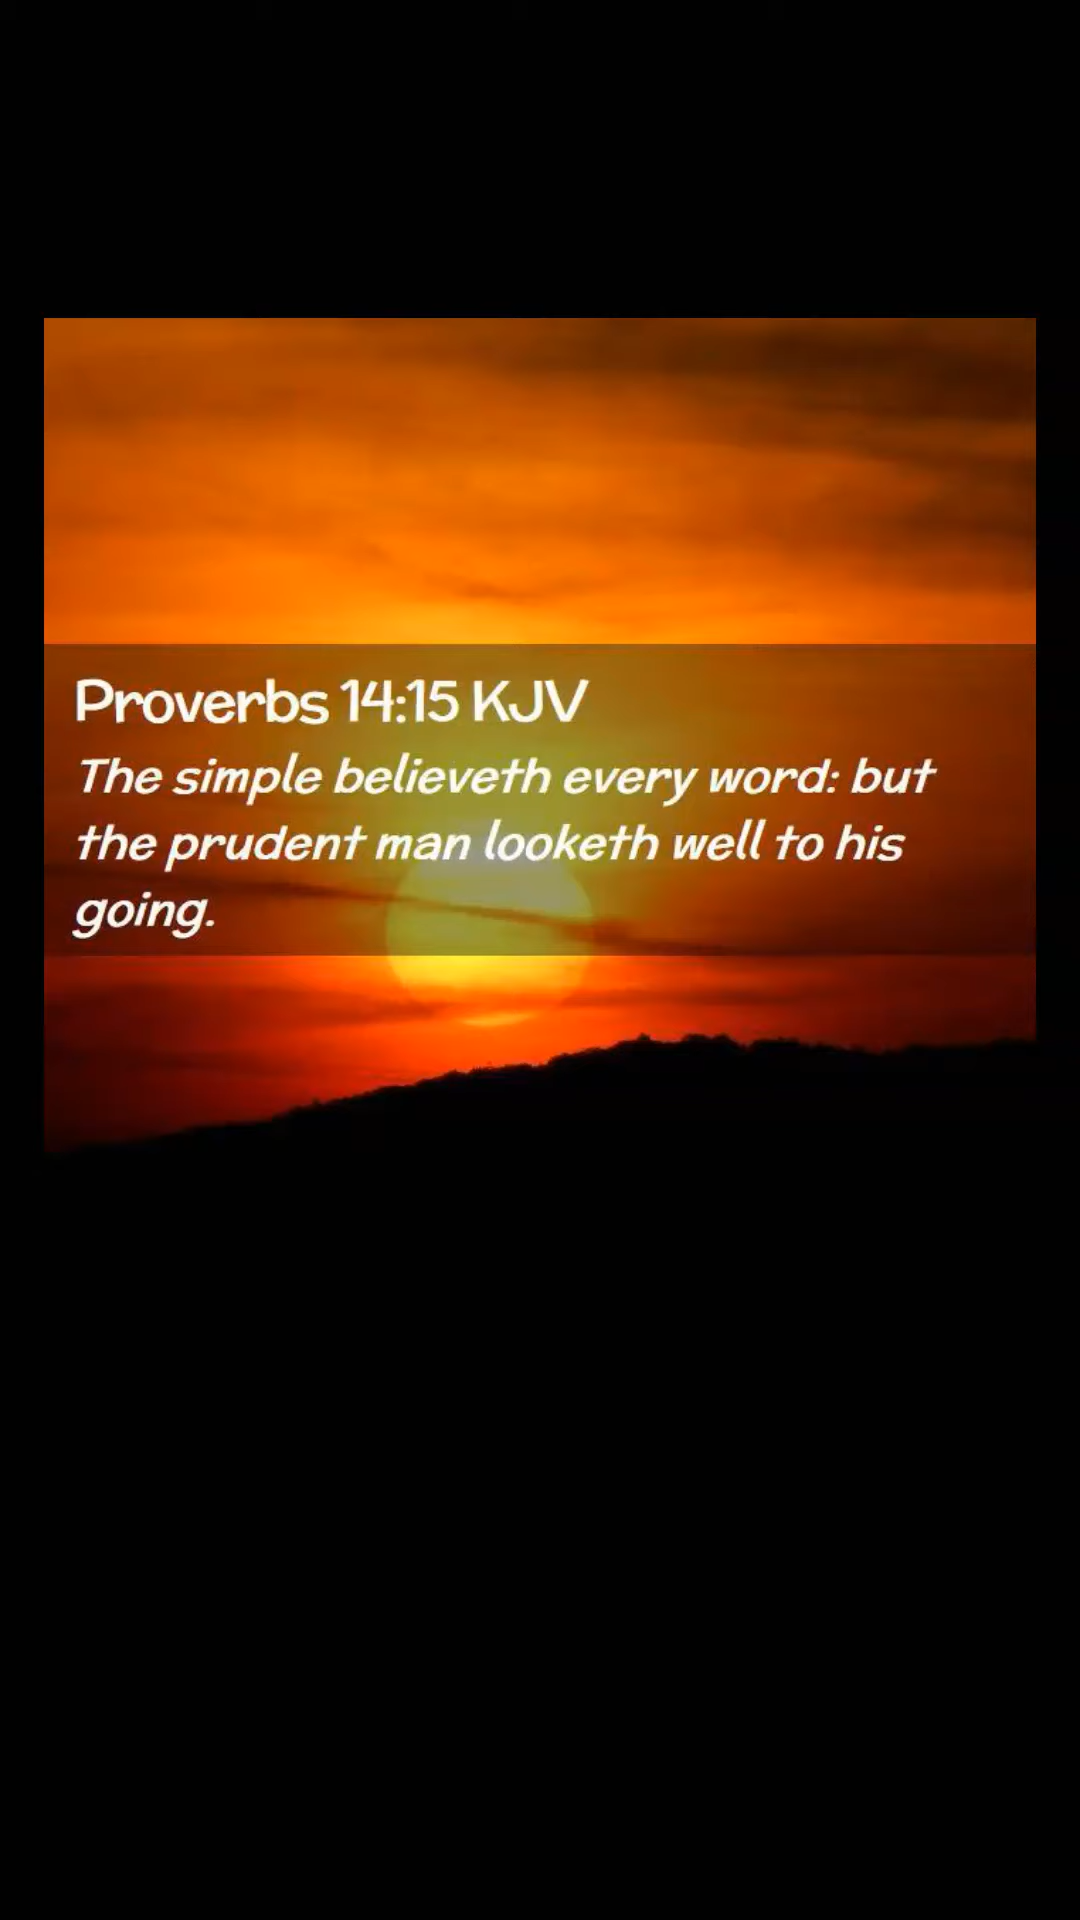 Proverbs 14:15 KJV
The simple believeth every word: but
the prudent man looketh well to his
going.